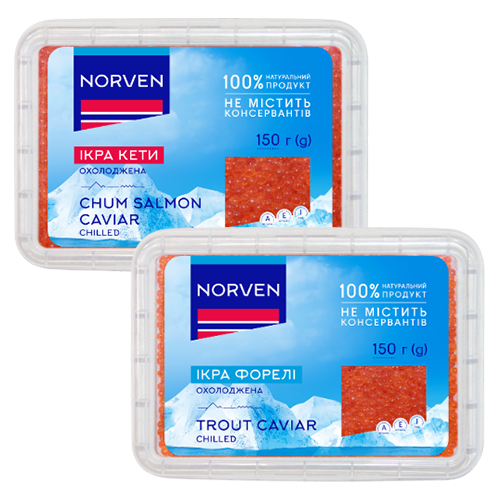 NORVEN
100% НАТУРАЛЬНИЙ ПРОДУКТ
НЕ МІСТИТЬ
КОНСЕРВАНТІВ
150 г (g)
ІКРА КЕТИ
ОХОЛОДЖЕНА
CHUM SALMON
CAVIAR
CHILLED
A E J
NORVEN
100% НАТУРАЛЬНИЙ ПРОДУКТ
НЕ МІСТИТЬ
КОНСЕРВАНТІВ
150 г (g)
ІКРА ФОРЕЛІ
ОХОЛОДЖЕНА
TROUT CAVIAR
CHILLED
A E J